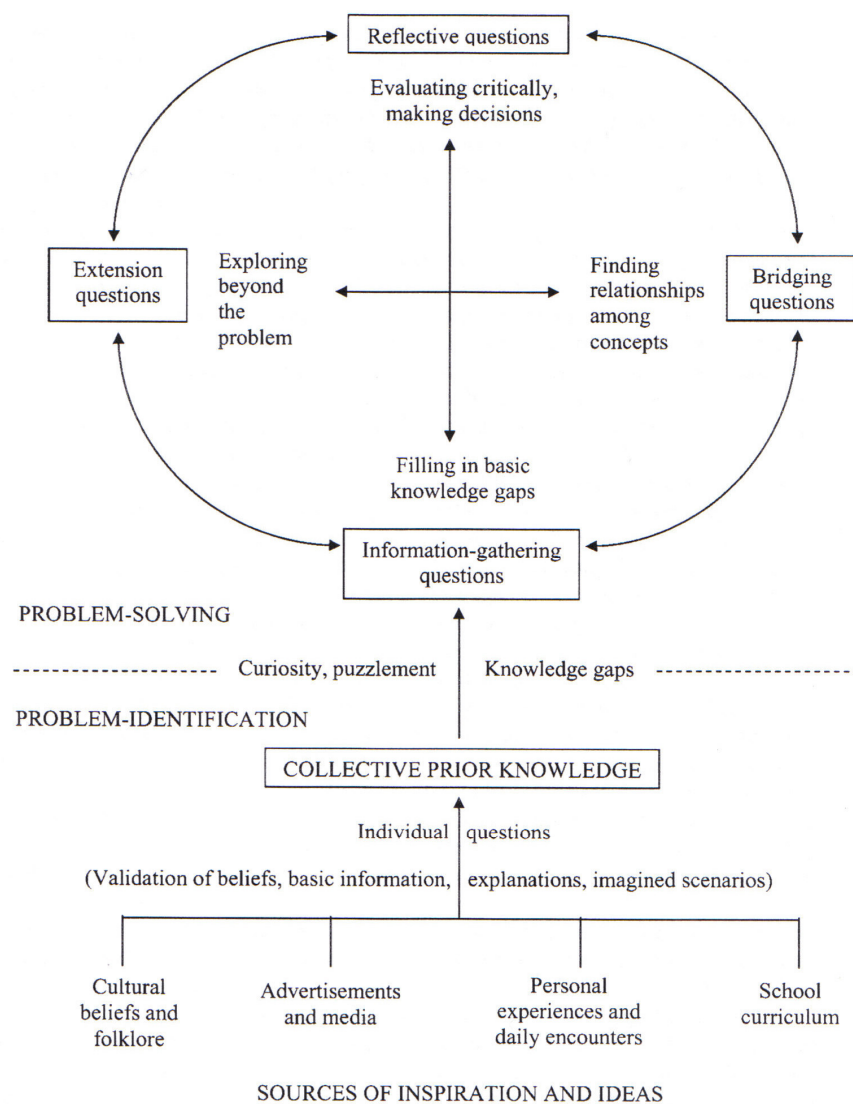 Reflective questions
Evaluating critically,
making decisions
Extension
questions
Exploring
beyond
the
problem
Finding
relationships
among
concepts
Bridging
questions
Filling in basic
knowledge gaps
Information-gathering
questions
PROBLEM-SOLVING
Curiosity, puzzlement Knowledge gaps
PROBLEM-IDENTIFICATION
COLLECTIVE PRIOR KNOWLEDGE
Individual questions
(Validation of beliefs, basic information, explanations, imagined scenarios)
Cultural
beliefs and
folklore
Advertisements
and media
Personal
experiences and
daily encounters
School
curriculum
SOURCES OF INSPIRATION AND IDEAS